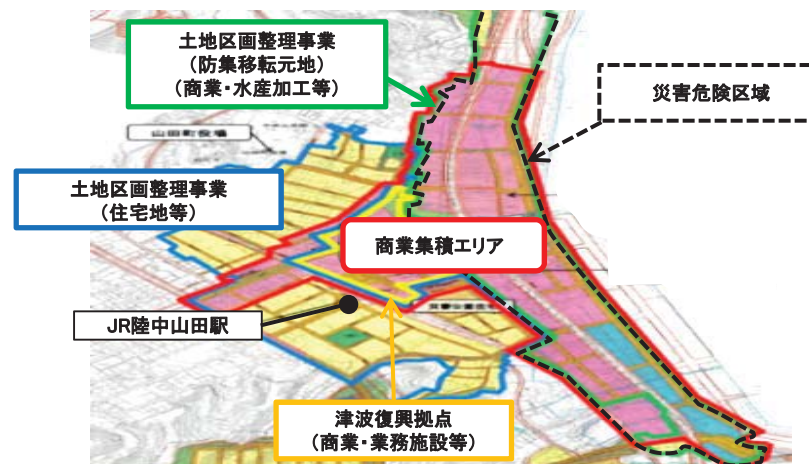 土地区画整理事業
（防集移転元地）
（商業・水産加工等）
災害危険区域
山田町役場
土地区画整理事業
（住宅地等）
商業集積エリア
JR陸中山田駅
津波復興拠点
（商業・業務施設等）